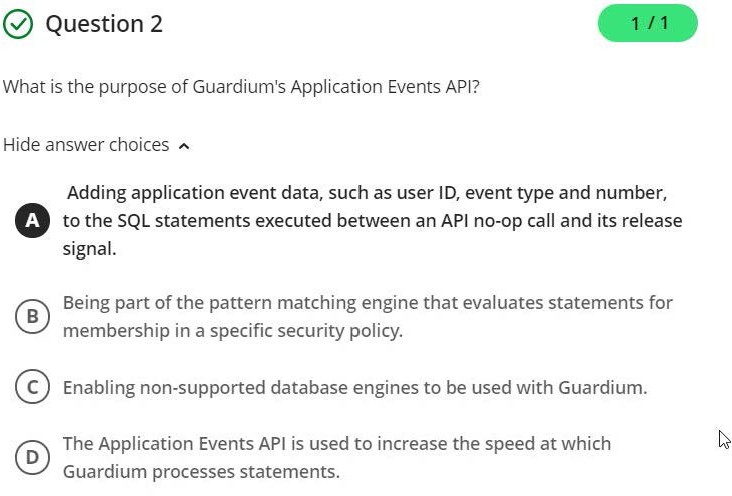 Question 2
1 / 1
What is the purpose of Guardium's Application Events API?
Hide answer choices
A
Adding application event data, such as user ID, event type and number,
to the SQL statements executed between an API no-op call and its release
signal.
B
Being part of the pattern matching engine that evaluates statements for
membership in a specific security policy.
C
Enabling non-supported database engines to be used with Guardium.
D
The Application Events API is used to increase the speed at which
Guardium processes statements.